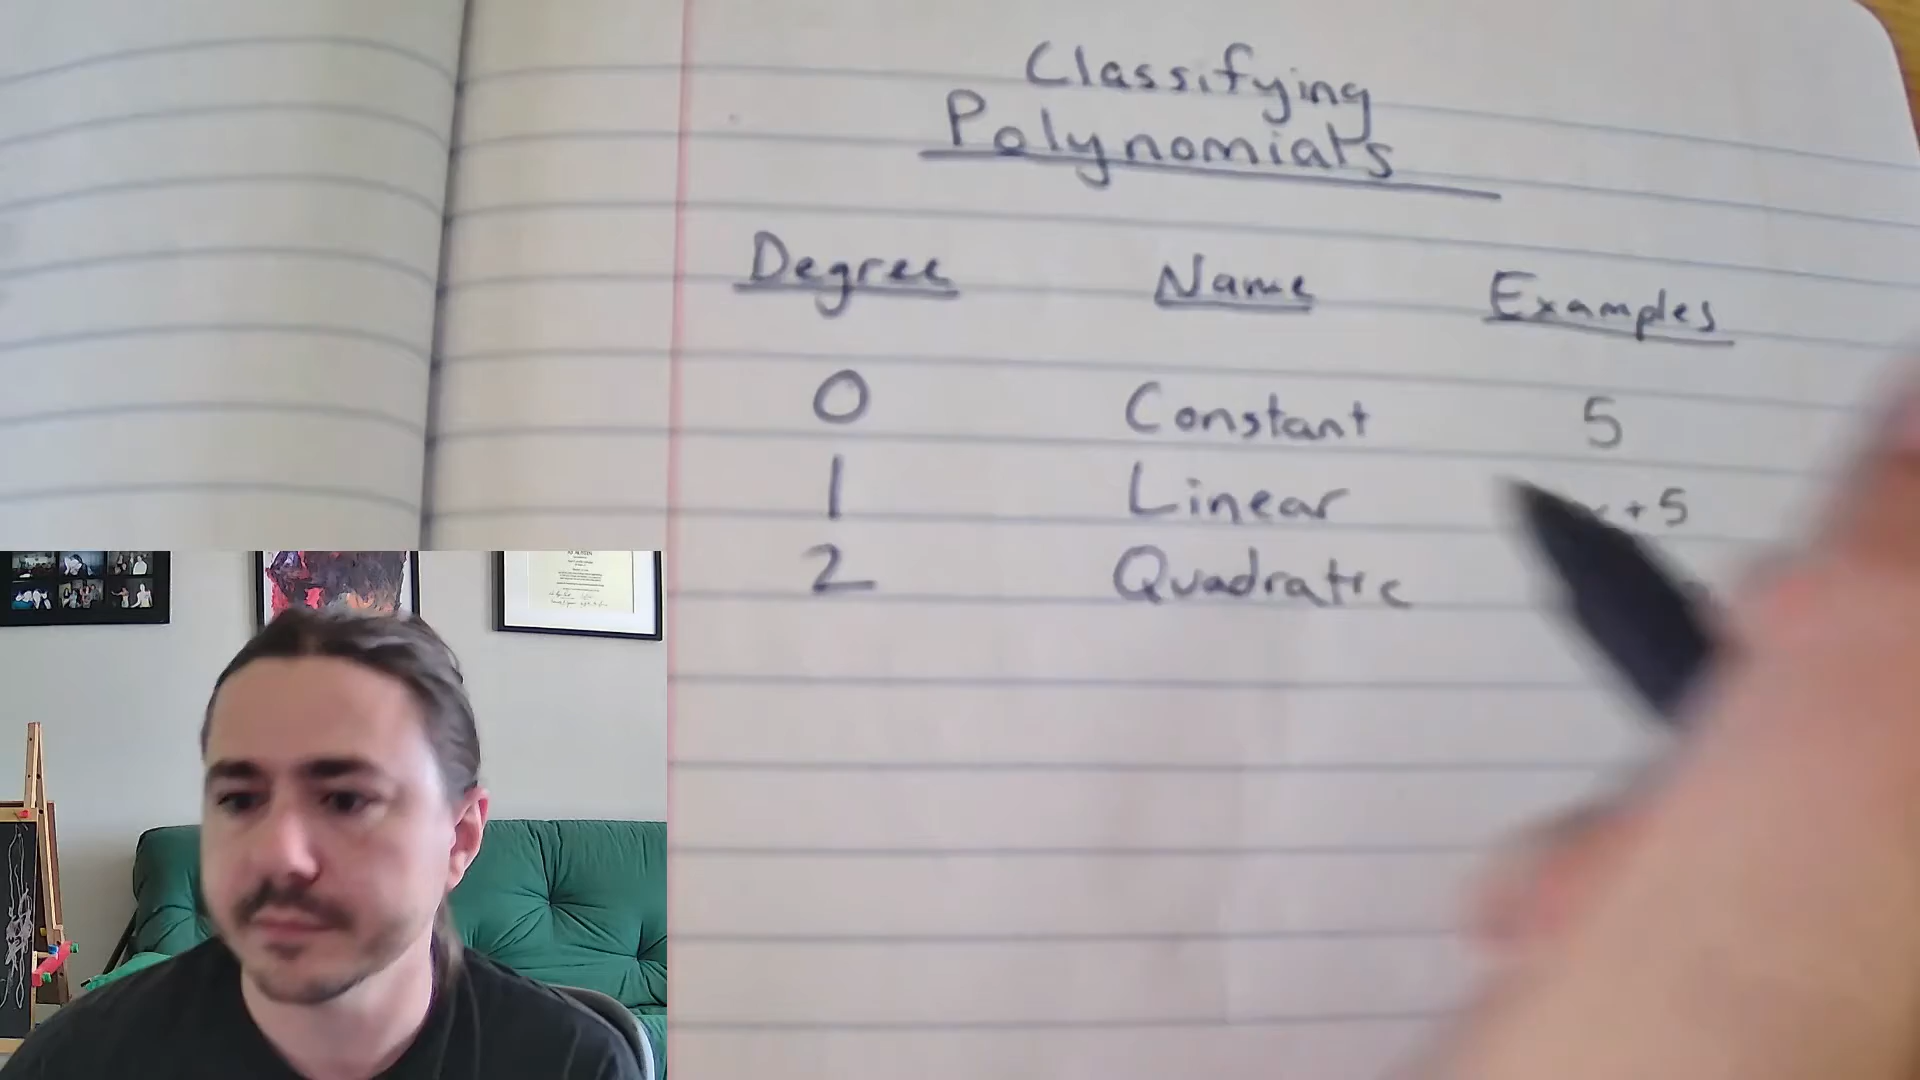 Classifying
Polynomials
Degree Name Examples
0 Constant 5
1 Linear + 5
2 Quadratic